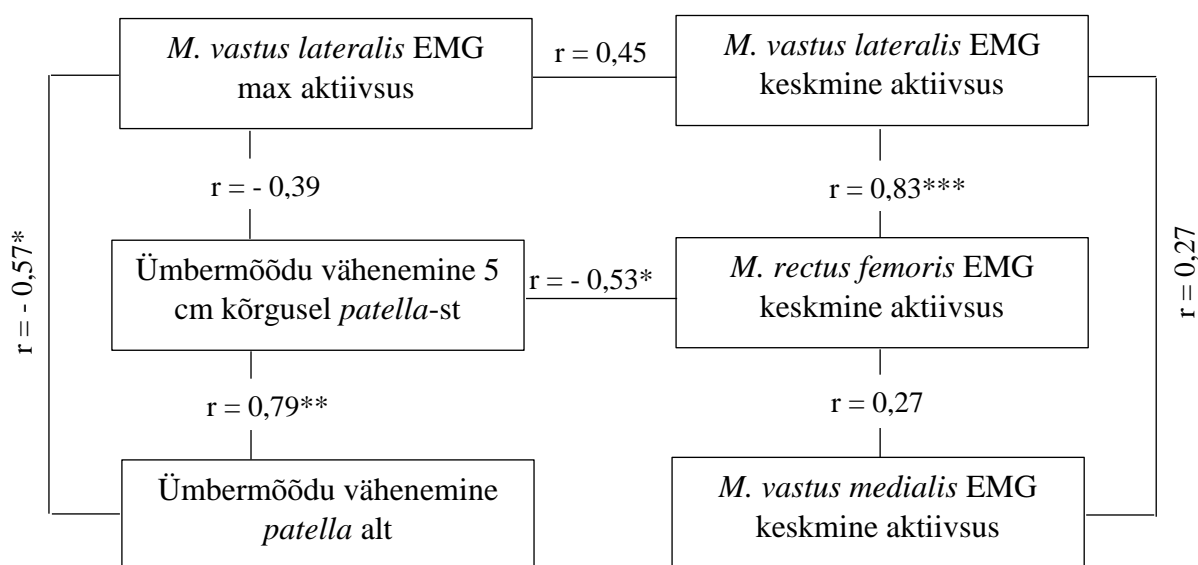 M. vastus lateralis EMG
max aktiivsus
r = 0,45
M. vastus lateralis EMG
keskmine aktiivsus
r = - 0,39
r = 0,83***
r = - 0,57*
r = 0,27
Ümbermõõdu vähenemine 5
cm kõrgusel patella-st
r = - 0,53*
M. rectus femoris EMG
keskmine aktiivsus
r = 0,79**
r = 0,27
Ümbermõõdu vähenemine
patella alt
M. vastus medialis EMG
keskmine aktiivsus